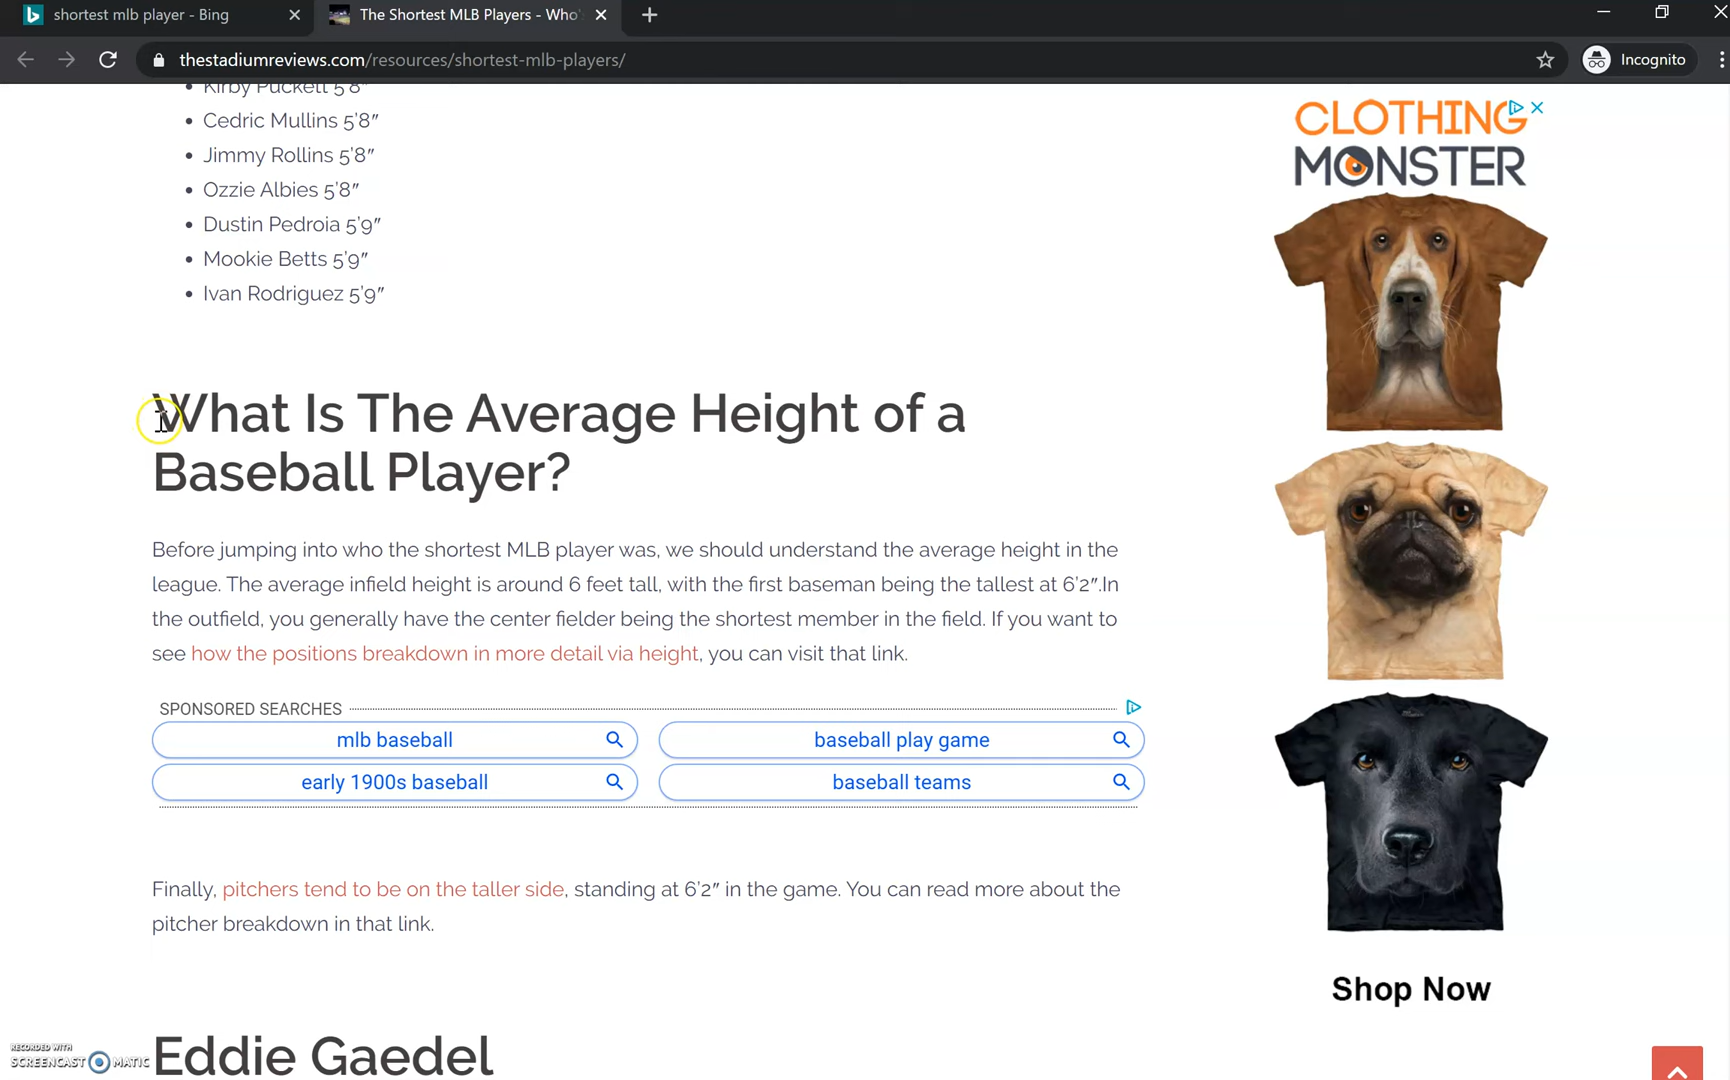 shortest mlb player - Bing
The Shortest MLB Players - Who'
thestadiumreviews.com/resources/shortest-mlb-players/
Incognito
Kirby Puckett 5'8"
Cedric Mullins 5'8″
Jimmy Rollins 5'8″
Ozzie Albies 5'8″
Dustin Pedroia 5'9″
Mookie Betts 5'9″
Ivan Rodriguez 5'9″
What Is The Average Height of a
Baseball Player?
Before jumping into who the shortest MLB player was, we should understand the average height in the
league. The average infield height is around 6 feet tall, with the first baseman being the tallest at 6'2″.In
the outfield, you generally have the center fielder being the shortest member in the field. If you want to
see how the positions breakdown in more detail via height, you can visit that link.
SPONSORED SEARCHES
mlb baseball
baseball play game
early 1900s baseball
baseball teams
Finally, pitchers tend to be on the taller side, standing at 6'2″ in the game. You can read more about the
pitcher breakdown in that link.
Eddie Gaedel
CLOTHING
MONSTER
Shop Now
RECORDED WITH
SCREENCAST MATIC